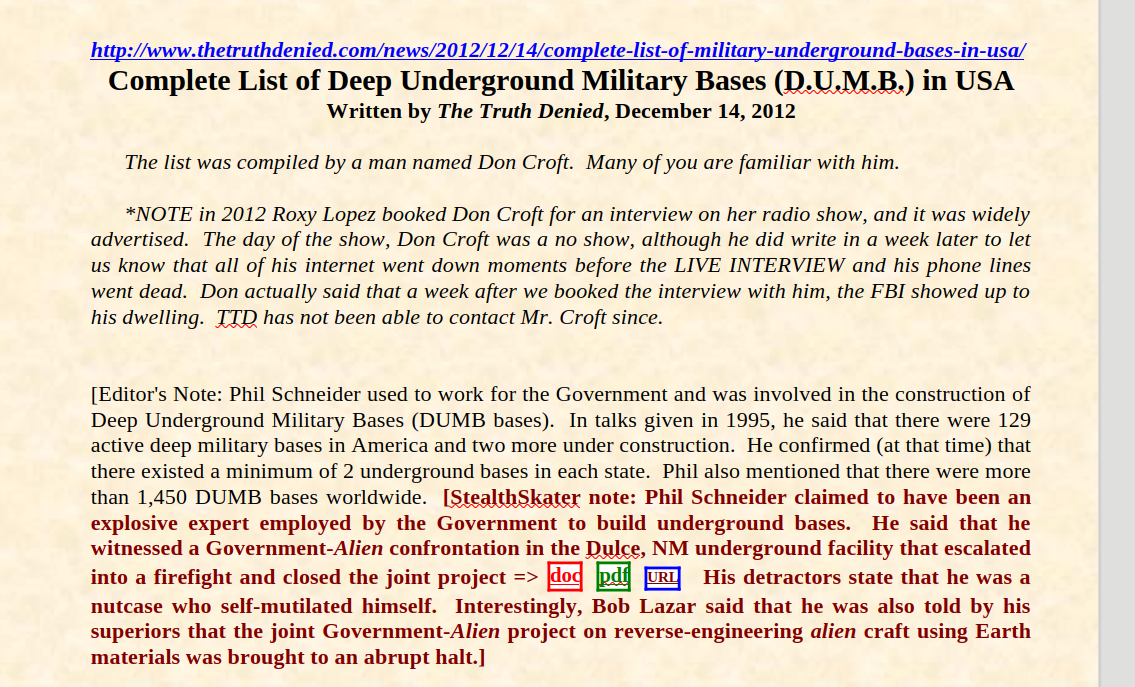 http://www.thetruthdenied.com/news/2012/12/14/complete-list-of-military-underground-bases-in-usa/
Complete List of Deep Underground Military Bases (D.U.M.B.) in USA
Written by The Truth Denied, December 14, 2012
The list was compiled by a man named Don Croft.  Many of you are familiar with him.
*NOTE in 2012 Roxy Lopez booked Don Croft for an interview on her radio show, and it was widely
advertised.  The day of the show, Don Croft was a no show, although he did write in a week later to let
us know that all of his internet went down moments before the LIVE INTERVIEW and his phone lines
went dead.  Don actually said that a week after we booked the interview with him, the FBI showed up to
his dwelling.  TTD has not been able to contact Mr. Croft since.
[Editor's Note: Phil Schneider used to work for the Government and was involved in the construction of
Deep Underground Military Bases (DUMB bases).  In talks given in 1995, he said that there were 129
active deep military bases in America and two more under construction.  He confirmed (at that time) that
there existed a minimum of 2 underground bases in each state.  Phil also mentioned that there were more
than 1,450 DUMB bases worldwide.  [StealthSkater note: Phil Schneider claimed to have been an
explosive expert employed by the Government to build underground bases.  He said that he
witnessed a Government-Alien confrontation in the Dulce, NM underground facility that escalated
into a firefight and closed the joint project => doc pdf URL  His detractors state that he was a
nutcase who self-mutilated himself.  Interestingly, Bob Lazar said that he was also told by his
superiors that the joint Government-Alien project on reverse-engineering alien craft using Earth
materials was brought to an abrupt halt.]